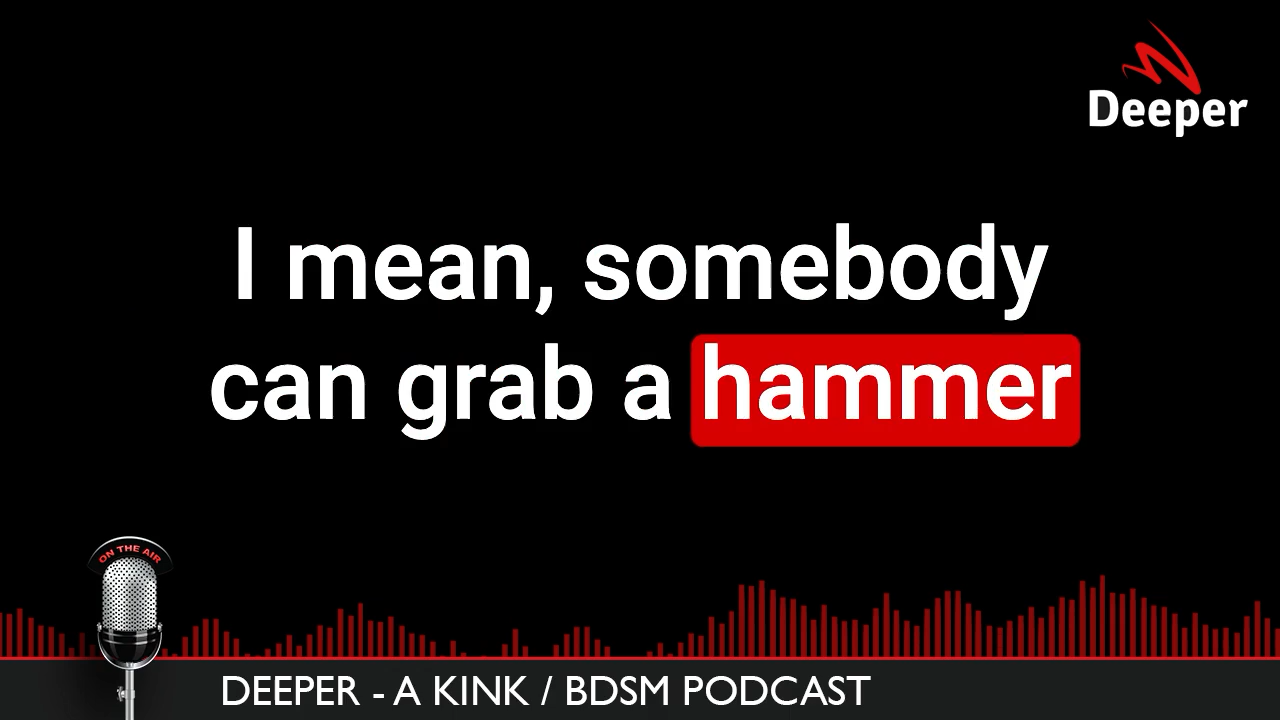 Deeper
I mean, somebody
can grab a hammer
ON THE AIR
DEEPER - A KINK / BDSM PODCAST